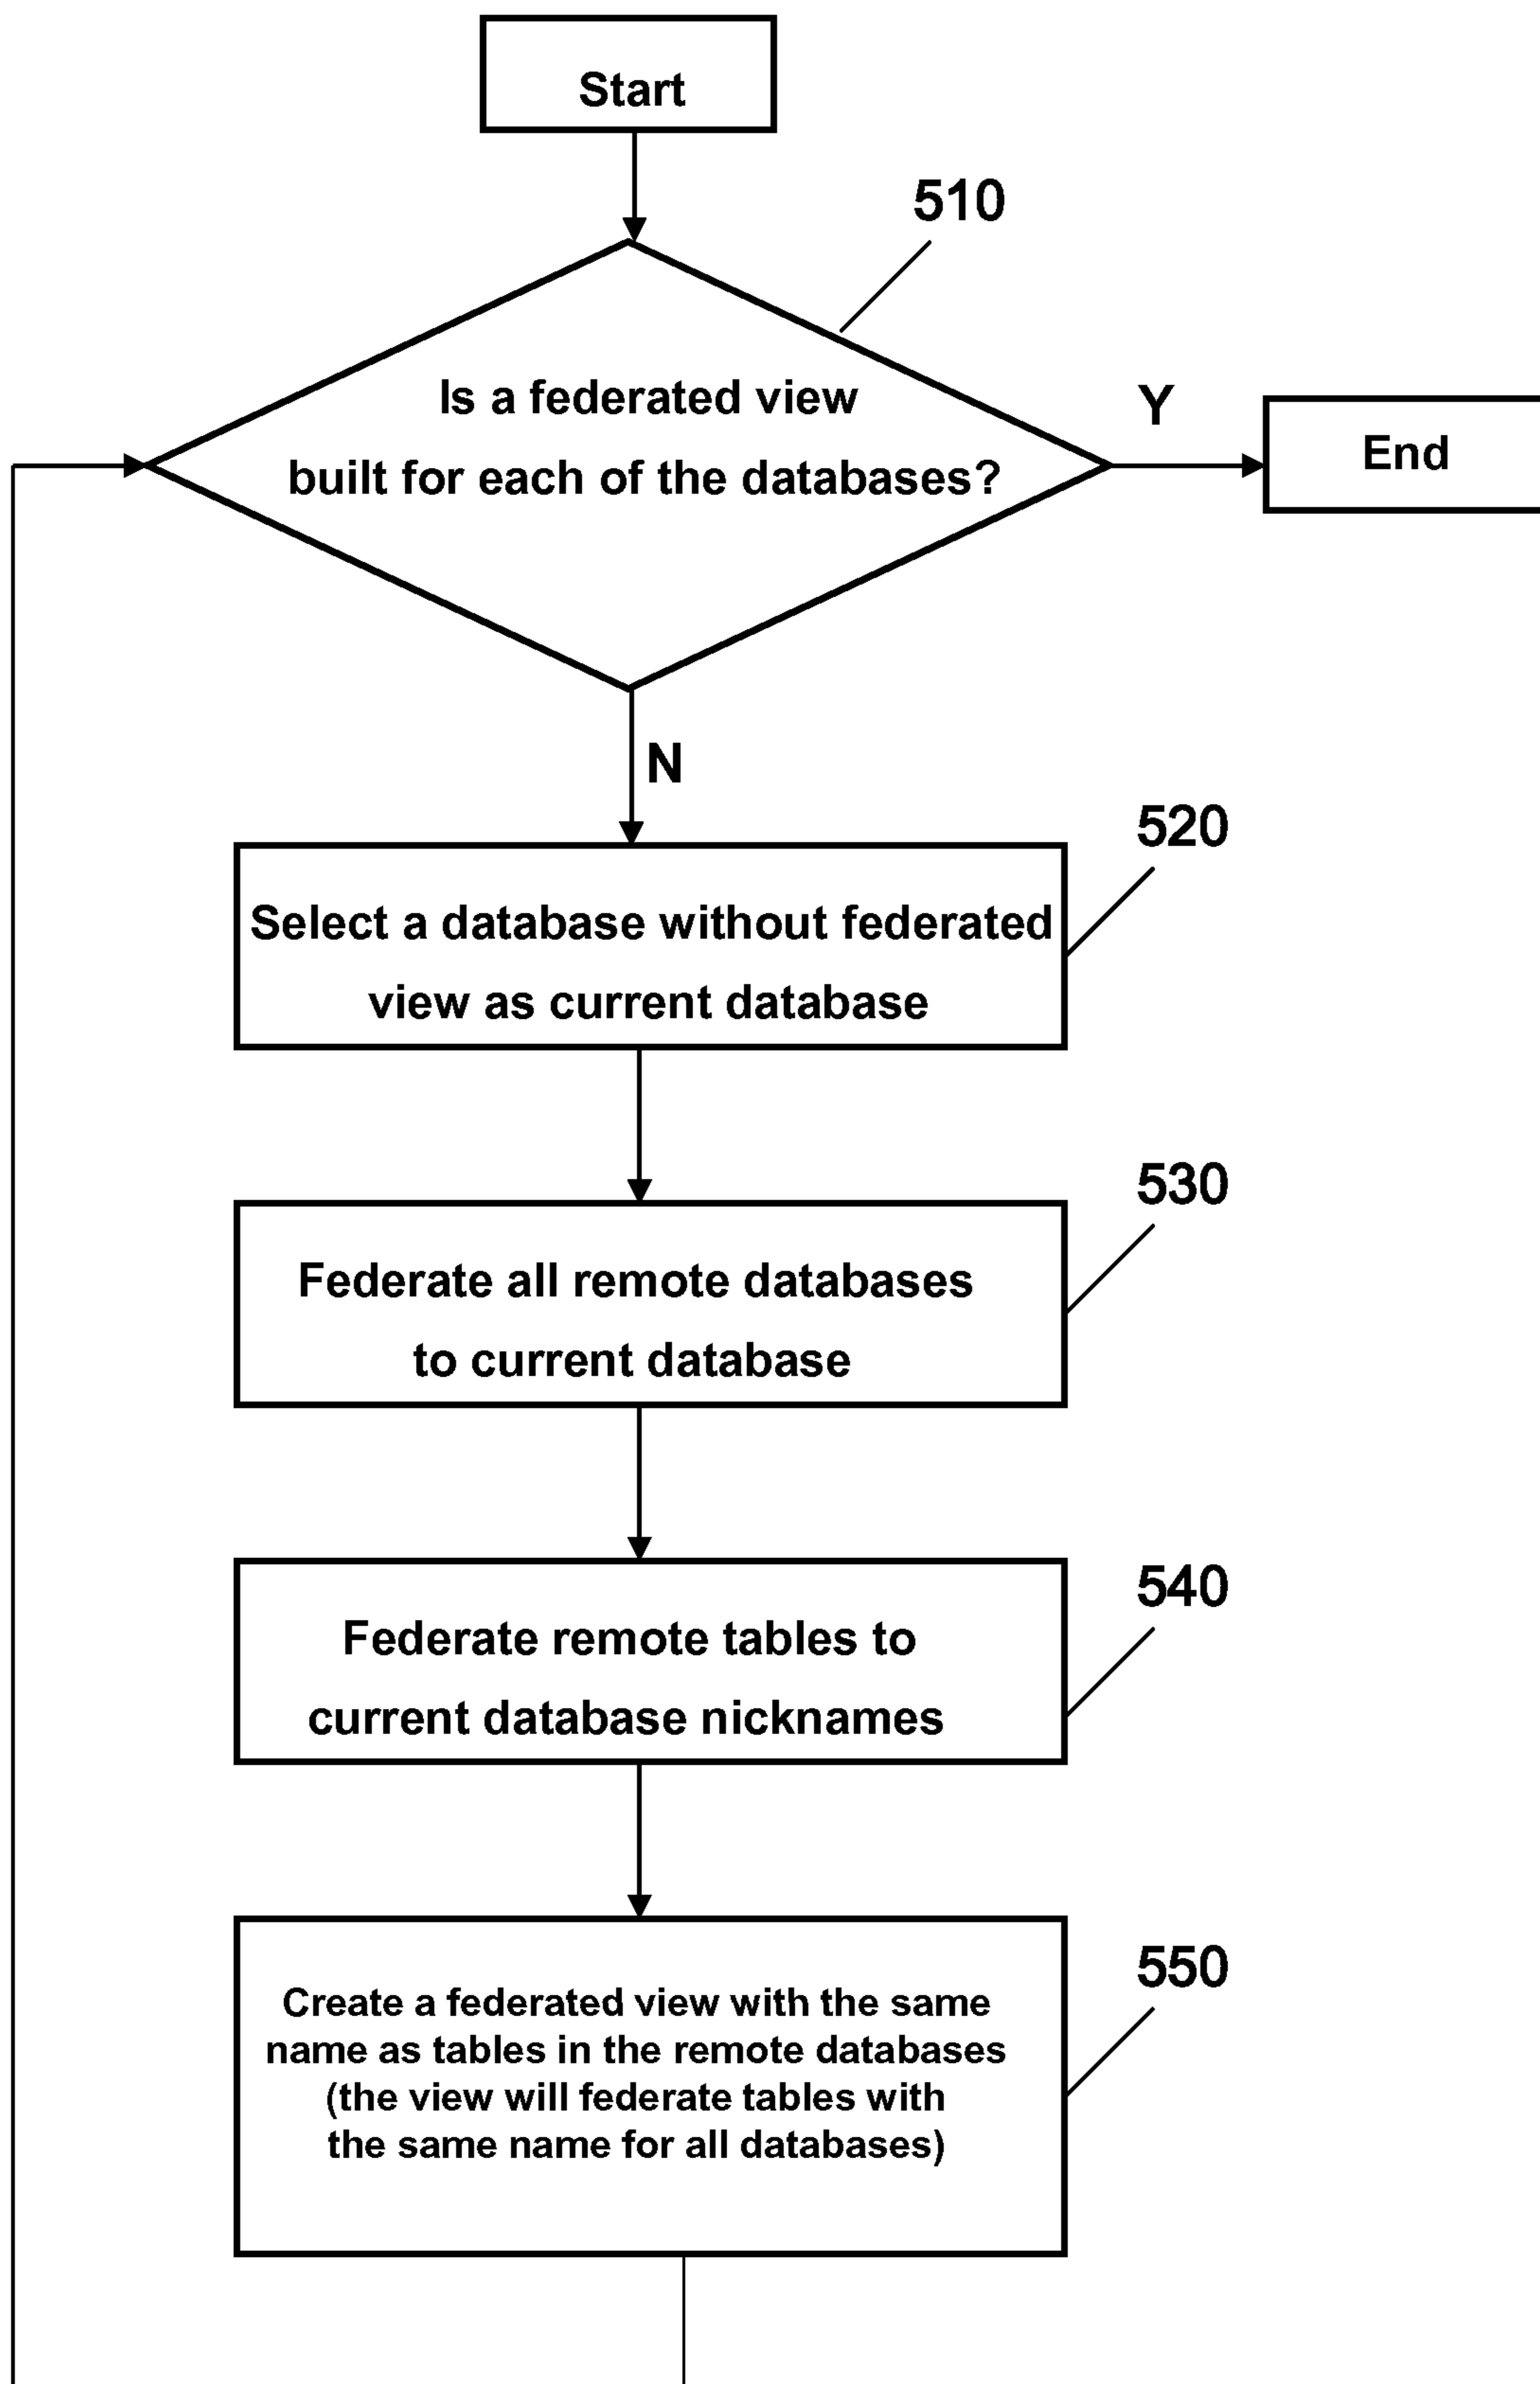 Start
510
Is a federated view
built for each of the databases?
Y
End
N
520
Select a database without federated
view as current database
530
Federate all remote databases
to current database
540
Federate remote tables to
current database nicknames
550
Create a federated view with the same
name as tables in the remote databases
(the view will federate tables with
the same name for all databases)